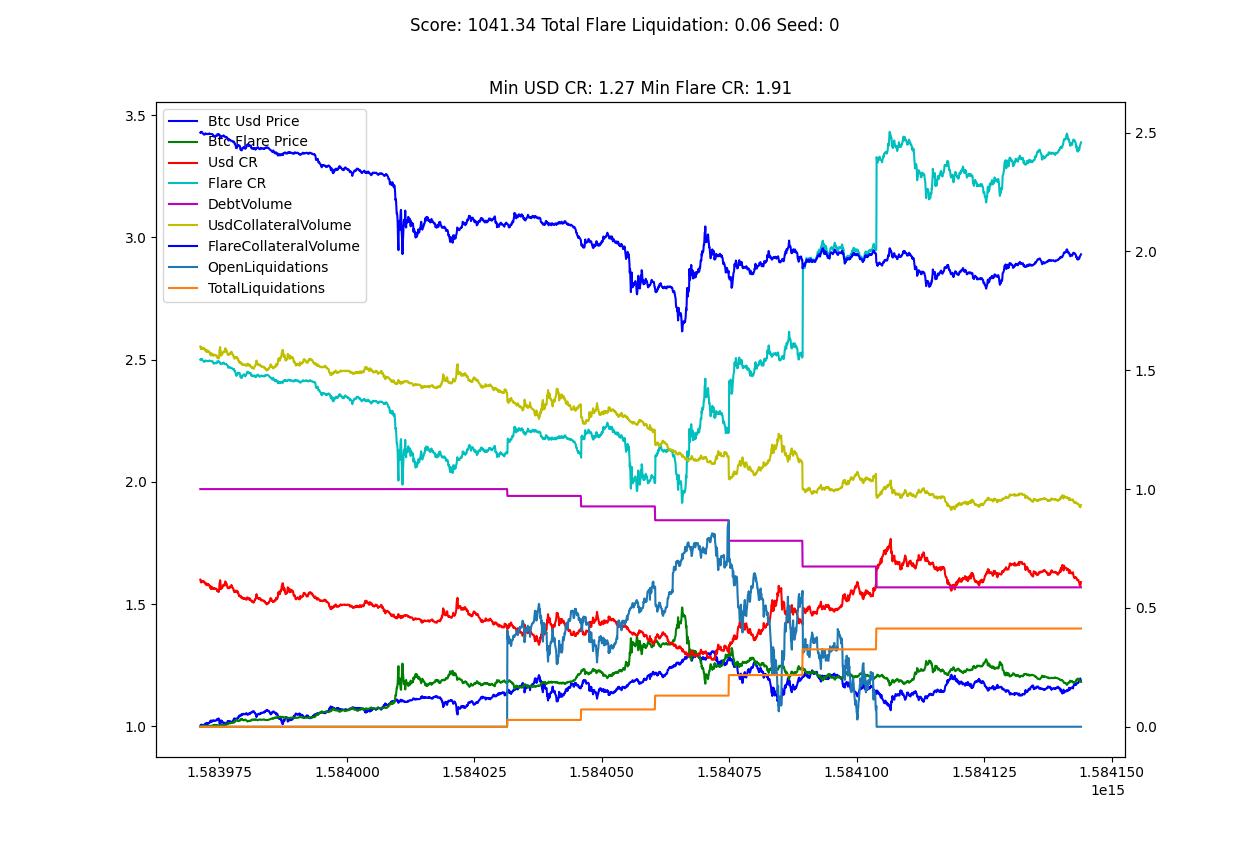 Score: 1041.34 Total Flare Liquidation: 0.06 Seed: 0
Min USD CR: 1.27 Min Flare CR: 1.91
Btc Usd Price
Btc Flare Price
Usd CR
Flare CR
DebtVolume
UsdCollateralVolume
FlareCollateralVolume
OpenLiquidations
TotalLiquidations
3.5
3.0
2.5
2.0
1.5
1.0
2.5
2.0
1.5
1.0
0.5
0.0
1.583975 1.584000 1.584025 1.584050 1.584075 1.584100 1.584125 1.584150
1e15